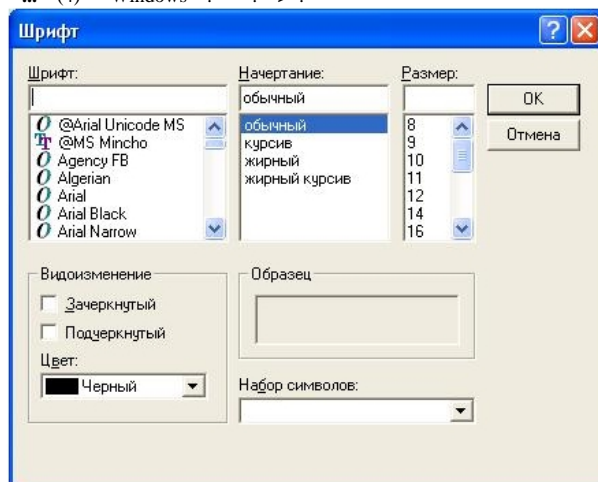 Шрифт
Шрифт: Начертание: Размер:
обычный ОК
@Arial Unicode MS обычный 8
@MS Mincho курсив 9 Отмена
Agency FB жирный 10
Algerian жирный курсив 11
Arial 12
Arial Black 14
Arial Narrow 16
Видоизменение Образец
Зачеркнутый
Подчеркнутый
Цвет:
Черный Набор символов: